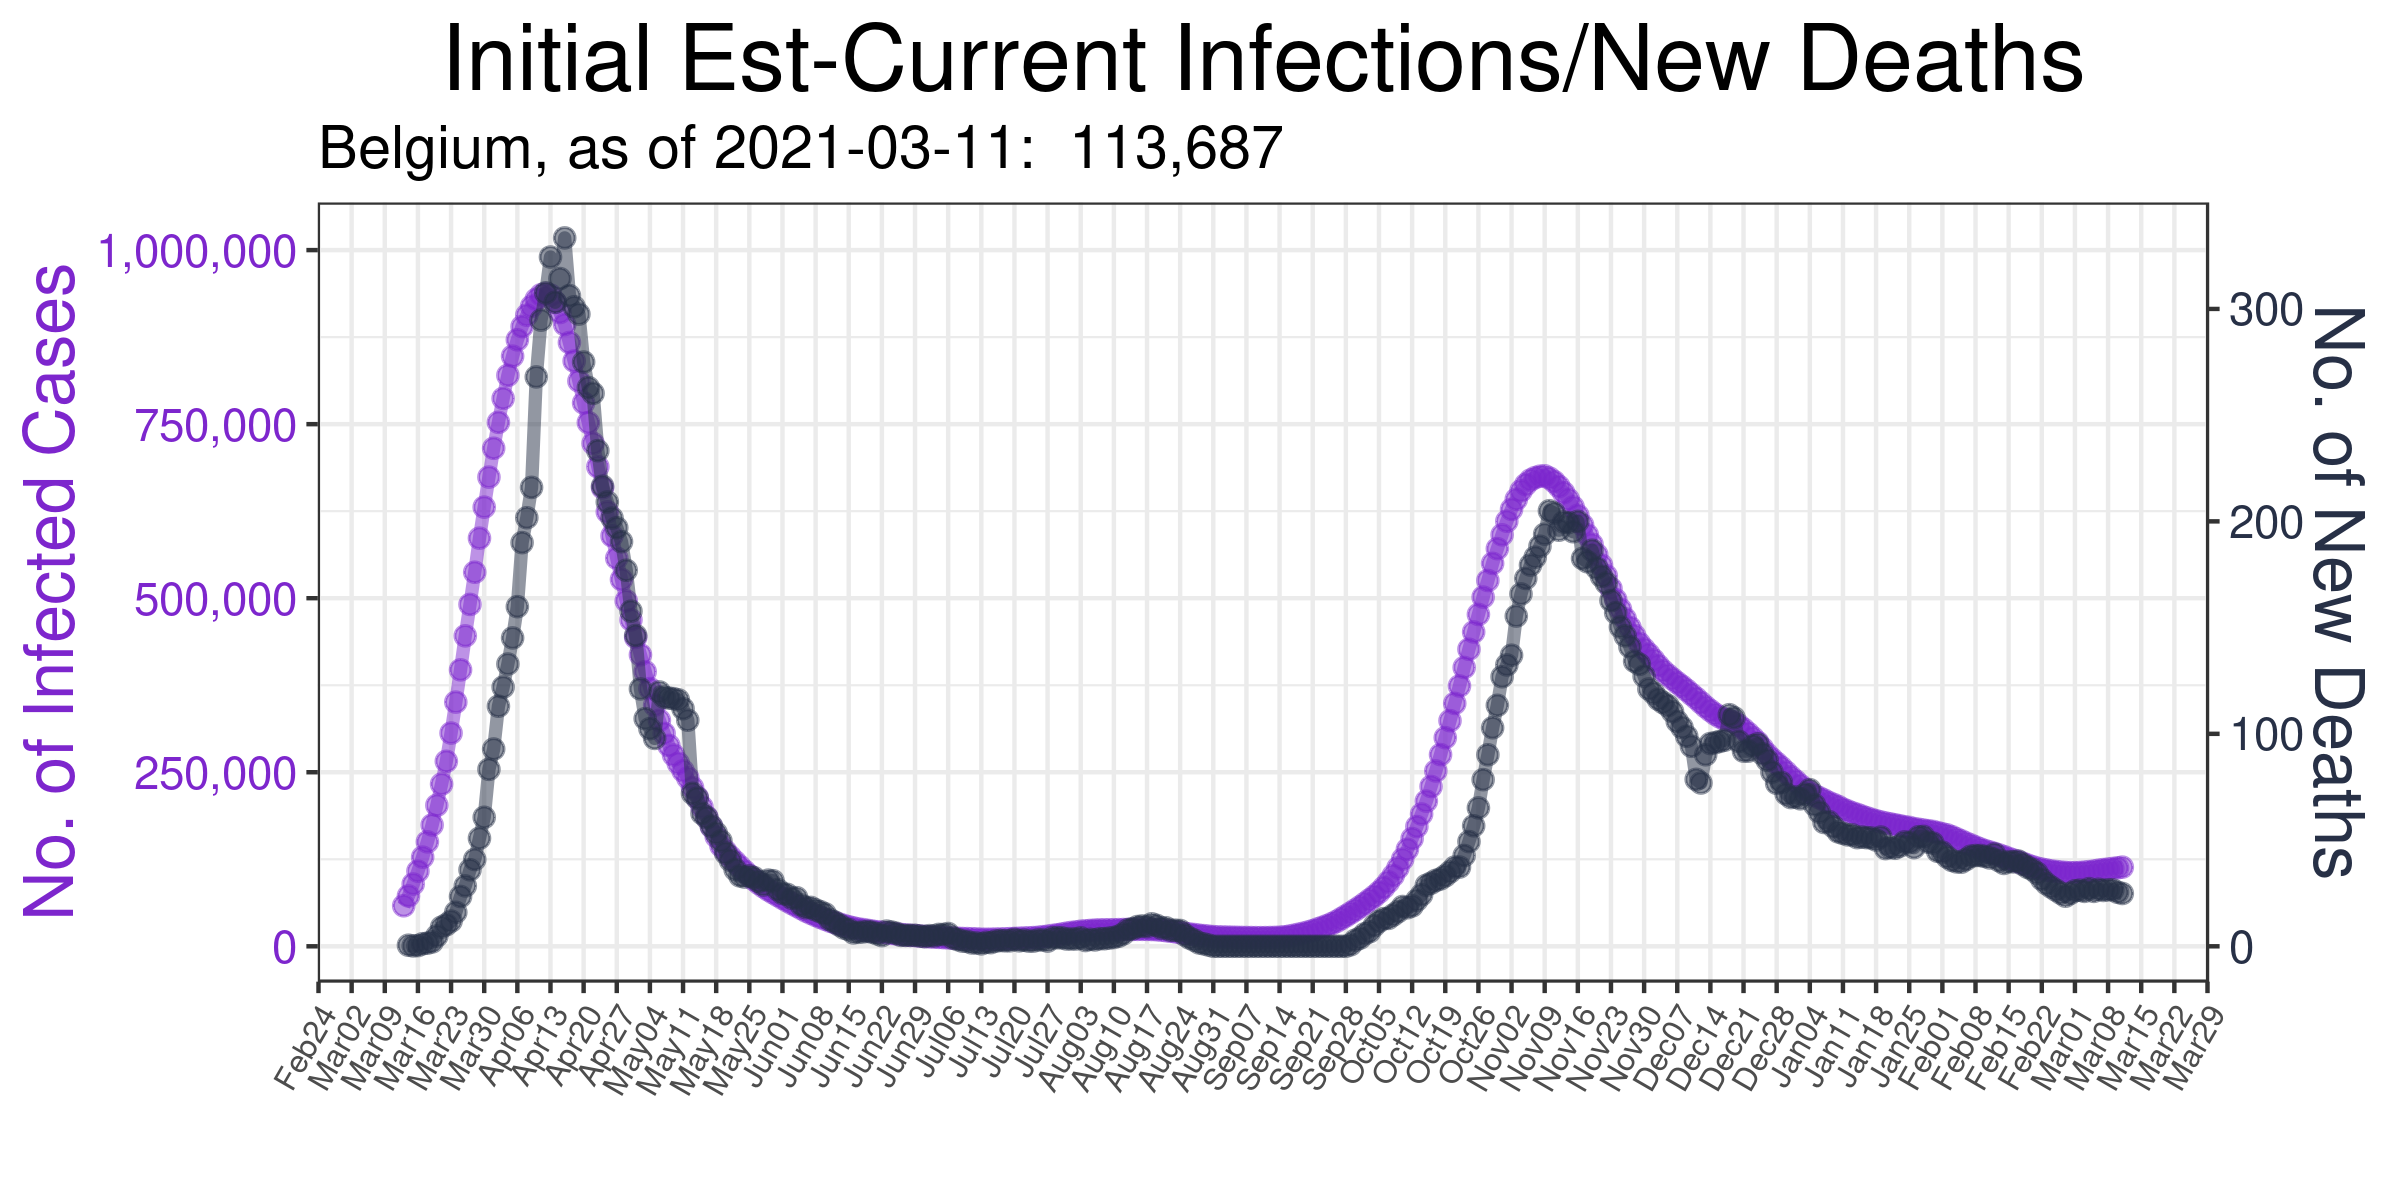 Initial Est-Current Infections/New Deaths
Belgium, as of 2021-03-11:  113,687
No. of Infected Cases
1,000,000
750,000
500,000
250,000
0
300
200
100
0
No. of New Deaths
Feb24
Mar02
Mar09
Mar16
Mar23
Mar30
Apr06
Apr13
Apr20
Apr27
May04
May11
May18
May25
Jun01
Jun08
Jun15
Jun22
Jun29
Jul06
Jul13
Jul20
Jul27
Aug03
Aug10
Aug17
Aug24
Aug31
Sep07
Sep14
Sep21
Sep28
Oct05
Oct12
Oct19
Oct26
Nov02
Nov09
Nov16
Nov23
Nov30
Dec07
Dec14
Dec21
Dec28
Jan04
Jan11
Jan18
Jan25
Feb01
Feb08
Feb15
Feb22
Mar01
Mar08
Mar15
Mar22
Mar29